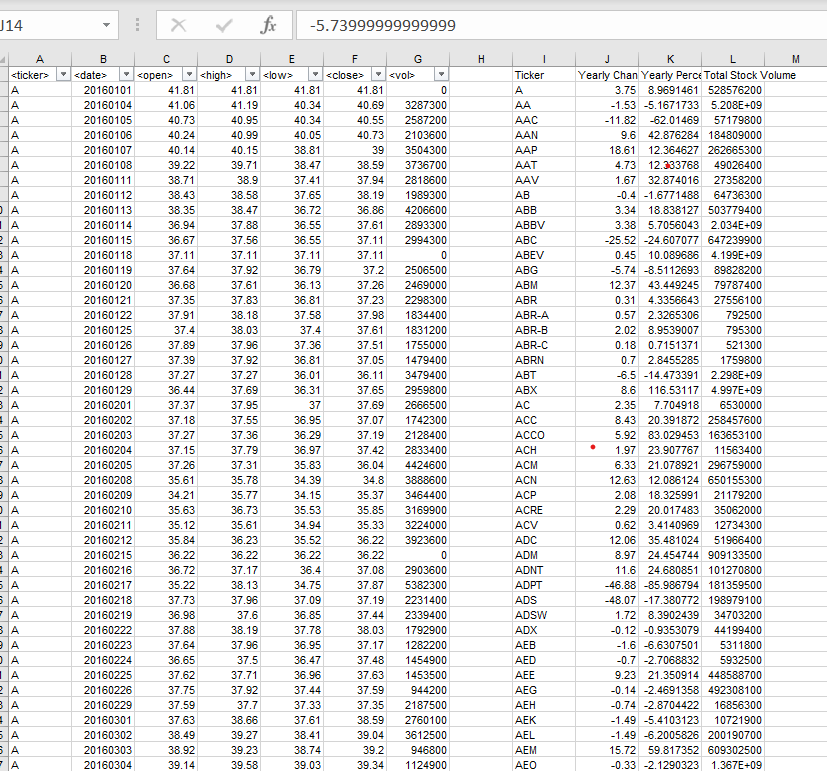 J14 fx -5.73999999999999
A B C D E F G H I J K L M
<ticker> <date> <open> <high> <low> <close> <vol> Ticker Yearly Chan Yearly Perce Total Stock Volume
A 20160101 41.81 41.81 41.81 41.81 0 A 3.75 8.9691461 528576200
A 20160104 41.06 41.19 40.34 40.69 3287300 AA -1.53 -5.1671733 5.208E+09
A 20160105 40.73 40.95 40.34 40.55 2587200 AAC -11.82 -62.01469 57179800
A 20160106 40.24 40.99 40.05 40.73 2103600 AAN 9.6 42.876284 184809000
A 20160107 40.14 40.15 38.81 39 3504300 AAP 18.61 12.364627 262665300
A 20160108 39.22 39.71 38.47 38.59 3736700 AAT 4.73 12.333768 49026400
A 20160111 38.71 38.9 37.41 37.94 2818600 AAV 1.67 32.874016 27358200
A 20160112 38.43 38.58 37.65 38.19 1989300 AB -0.4 -1.6771488 64736300
A 20160113 38.35 38.47 36.72 36.86 4206600 ABB 3.34 18.838127 503779400
A 20160114 36.94 37.88 36.55 37.61 2893300 ABBV 3.38 5.7056043 2.034E+09
A 20160115 36.67 37.56 36.55 37.11 2994300 ABC -25.52 -24.607077 647239900
A 20160118 37.11 37.11 37.11 37.11 0 ABEV 0.45 10.089686 4.199E+09
A 20160119 37.64 37.92 36.79 37.2 2506500 ABG -5.74 -8.5112693 89828200
A 20160120 36.68 37.61 36.13 37.26 2469000 ABM 12.37 43.449245 79787400
A 20160121 37.35 37.83 36.81 37.23 2298300 ABR 0.31 4.3356643 27556100
A 20160122 37.91 38.18 37.58 37.98 1834400 ABR-A 0.57 2.3265306 792500
A 20160125 37.4 38.03 37.4 37.61 1831200 ABR-B 2.02 8.9539007 795300
A 20160126 37.89 37.96 37.36 37.51 1755000 ABR-C 0.18 0.7151371 521300
A 20160127 37.39 37.92 36.81 37.05 1479400 ABRN 0.7 2.8455285 1759800
A 20160128 37.27 37.27 36.01 36.11 3479400 ABT -6.5 -14.473391 2.298E+09
A 20160129 36.44 37.69 36.31 37.65 2959800 ABX 8.6 116.53117 4.997E+09
A 20160201 37.37 37.95 37 37.69 2666500 AC 2.35 7.704918 6530000
A 20160202 37.18 37.55 36.95 37.07 1742300 ACC 8.43 20.391872 258457600
A 20160203 37.27 37.36 36.29 37.19 2128400 ACCO 5.92 83.029453 163653100
A 20160204 37.15 37.79 36.97 37.42 2833400 ACH 1.97 23.907767 11563400
A 20160205 37.26 37.31 35.83 36.04 4424600 ACM 6.33 21.078921 296759000
A 20160208 35.61 35.78 34.39 34.8 3888600 ACN 12.63 12.086124 650155300
A 20160209 34.21 35.77 34.15 35.37 3464400 ACP 2.08 18.325991 21179200
A 20160210 35.63 36.73 35.53 35.85 3169900 ACRE 2.29 20.017483 35062000
A 20160211 35.12 35.61 34.94 35.33 3224000 ACV 0.62 3.4140969 12734300
A 20160212 35.84 36.23 35.52 36.22 3923600 ADC 12.06 35.481024 51966400
A 20160215 36.22 36.22 36.22 36.22 0 ADM 8.97 24.454744 909133500
A 20160216 36.72 37.17 36.4 37.08 2903600 ADNT 11.6 24.680851 101270800
A 20160217 35.22 38.13 34.75 37.87 5382300 ADPT -46.88 -85.986794 181359500
A 20160218 37.73 37.96 37.09 37.19 2231400 ADS -48.07 -17.380772 198979100
A 20160219 36.98 37.6 36.85 37.44 2339400 ADSW 1.72 8.3902439 34703200
A 20160222 37.88 38.19 37.78 38.03 1792900 ADX -0.12 -0.9353079 44199400
A 20160223 37.64 37.96 36.95 37.17 1282200 AEB -1.6 -6.6307501 5311800
A 20160224 36.65 37.5 36.47 37.48 1454900 AED -0.7 -2.7068832 5932500
A 20160225 37.62 37.71 36.96 37.63 1453500 AEE 9.23 21.350914 448588700
A 20160226 37.75 37.92 37.44 37.59 944200 AEG -0.14 -2.4691358 492308100
A 20160229 37.59 37.7 37.33 37.35 2187500 AEH -0.74 -2.8704422 16856300
A 20160301 37.63 38.66 37.61 38.59 2760100 AEK -1.49 -5.4103123 10721900
A 20160302 38.49 39.27 38.41 39.04 3612500 AEL -1.49 -6.2005826 200190700
A 20160303 38.92 39.23 38.74 39.2 946800 AEM 15.72 59.817352 609302500
A 20160304 39.14 39.58 39.03 39.34 1124900 AEO -0.33 -2.1290323 1.367E+09